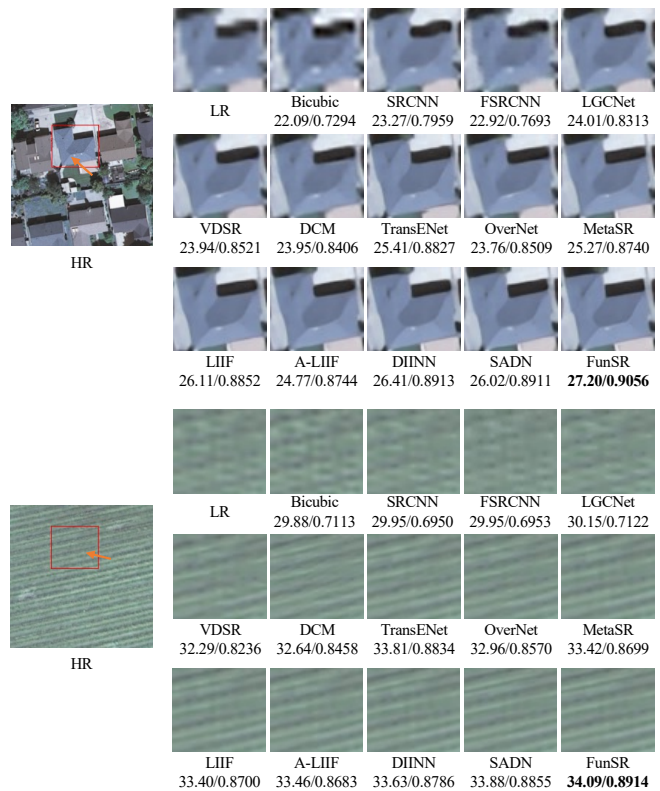 LR Bicubic SRCNN FSRCNN LGCNet
22.09/0.7294 23.27/0.7959 22.92/0.7693 24.01/0.8313
HR
VDSR DCM TransENet OverNet MetaSR
23.94/0.8521 23.95/0.8406 25.41/0.8827 23.76/0.8509 25.27/0.8740
LIIF A-LIIF DIINN SADN FunSR
26.11/0.8852 24.77/0.8744 26.41/0.8913 26.02/0.8911 27.20/0.9056
LR Bicubic SRCNN FSRCNN LGCNet
29.88/0.7113 29.95/0.6950 29.95/0.6953 30.15/0.7122
HR
VDSR DCM TransENet OverNet MetaSR
32.29/0.8236 32.64/0.8458 33.81/0.8834 32.96/0.8570 33.42/0.8699
LIIF A-LIIF DIINN SADN FunSR
33.40/0.8700 33.46/0.8683 33.63/0.8786 33.88/0.8855 34.09/0.8914